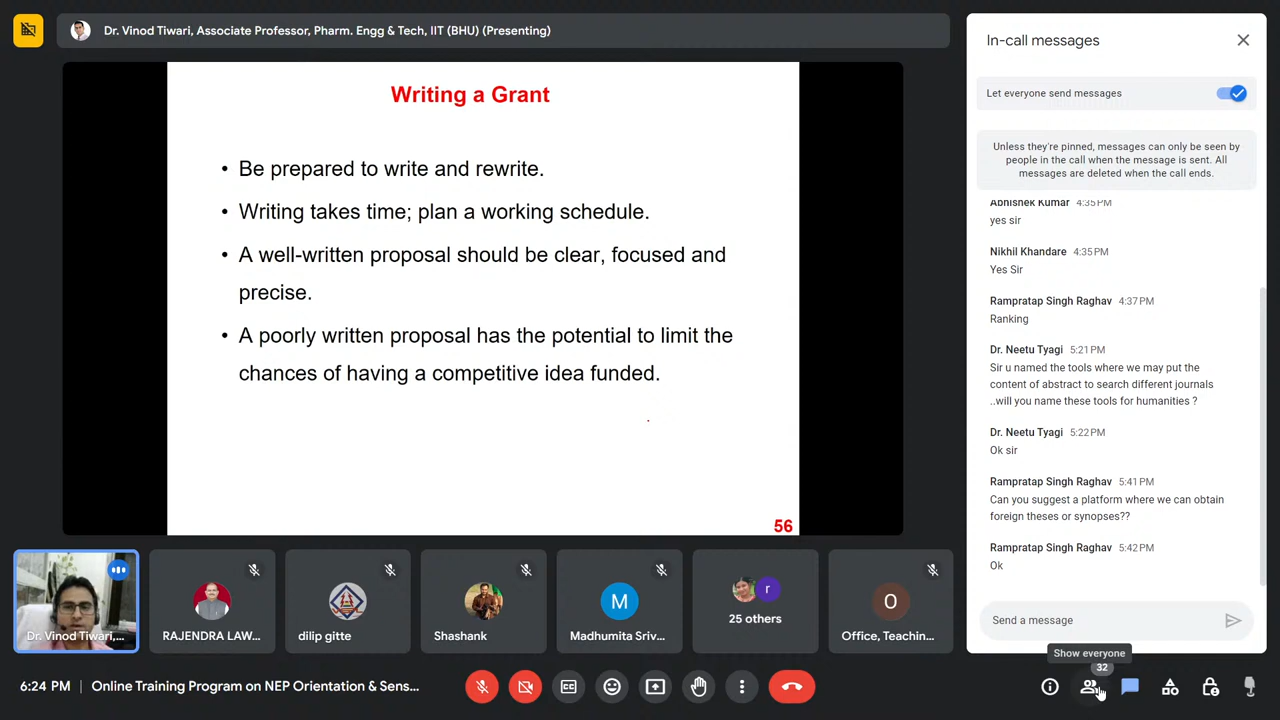 Dr. Vinod Tiwari, Associate Professor, Pharm. Engg & Tech, IIT (BHU) (Presenting)
Writing a Grant
• Be prepared to write and rewrite.
• Writing takes time; plan a working schedule.
• A well-written proposal should be clear, focused and
precise.
• A poorly written proposal has the potential to limit the
chances of having a competitive idea funded.
56
Dr. Vinod Tiwari,...
RAJENDRA LAW...
dilip gitte
Shashank
M
Madhumita Sriv...
r
25 others
O
Office, Teachin...
6:24 PM | Online Training Program on NEP Orientation & Sens...
In-call messages
Let everyone send messages
Unless they're pinned, messages can only be seen by
people in the call when the message is sent. All
messages are deleted when the call ends.
Abhishek Kumar 4:35 PM
yes sir
Nikhil Khandare 4:35 PM
Yes Sir
Rampratap Singh Raghav 4:37 PM
Ranking
Dr. Neetu Tyagi 5:21 PM
Sir u named the tools where we may put the
content of abstract to search different journals
..will you name these tools for humanities ?
Dr. Neetu Tyagi 5:22 PM
Ok sir
Rampratap Singh Raghav 5:41 PM
Can you suggest a platform where we can obtain
foreign theses or synopses??
Rampratap Singh Raghav 5:42 PM
Ok
Send a message
Show everyone
32